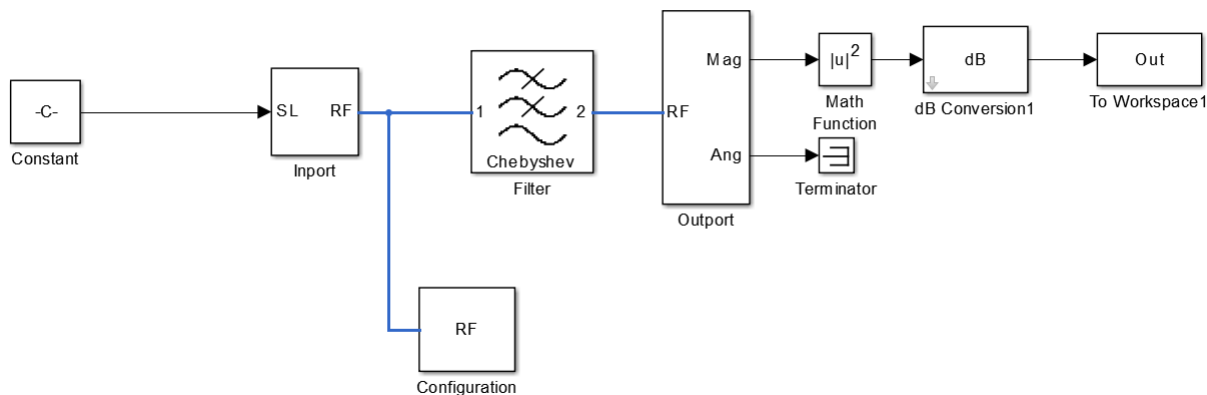 -C-
Constant
SL RF
Inport
1 2
Chebyshev
Filter
RF
Configuration
Mag
RF
Ang
Outport
|u|²
Math
Function
Terminator
dB
dB Conversion1
Out
To Workspace1